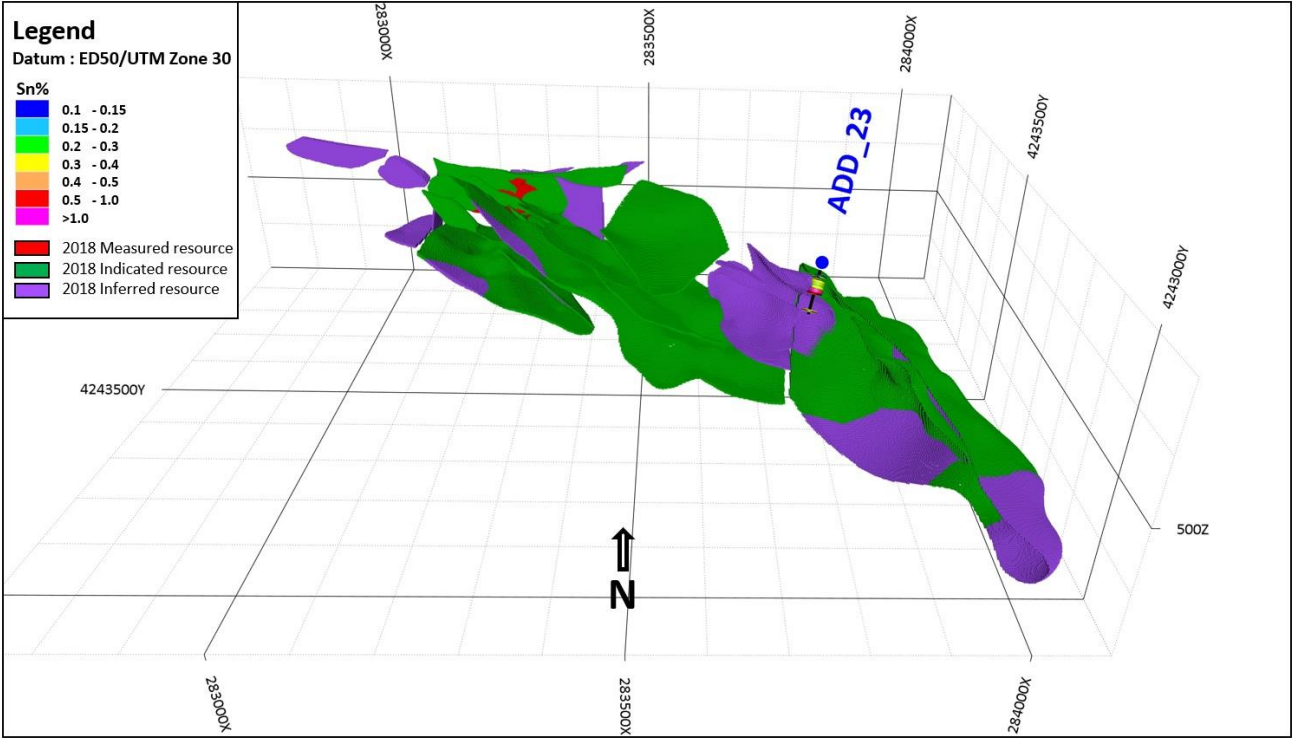 Legend
Datum : ED50/UTM Zone 30
Sn%
0.1 - 0.15
0.15 - 0.2
0.2 - 0.3
0.3 - 0.4
0.4 - 0.5
0.5 - 1.0
>1.0
2018 Measured resource
2018 Indicated resource
2018 Inferred resource
283000X
283500X
284000X
4243500Y
ADD_23
4243000Y
4243500Y
500Z
N
283000X
283500X
284000X